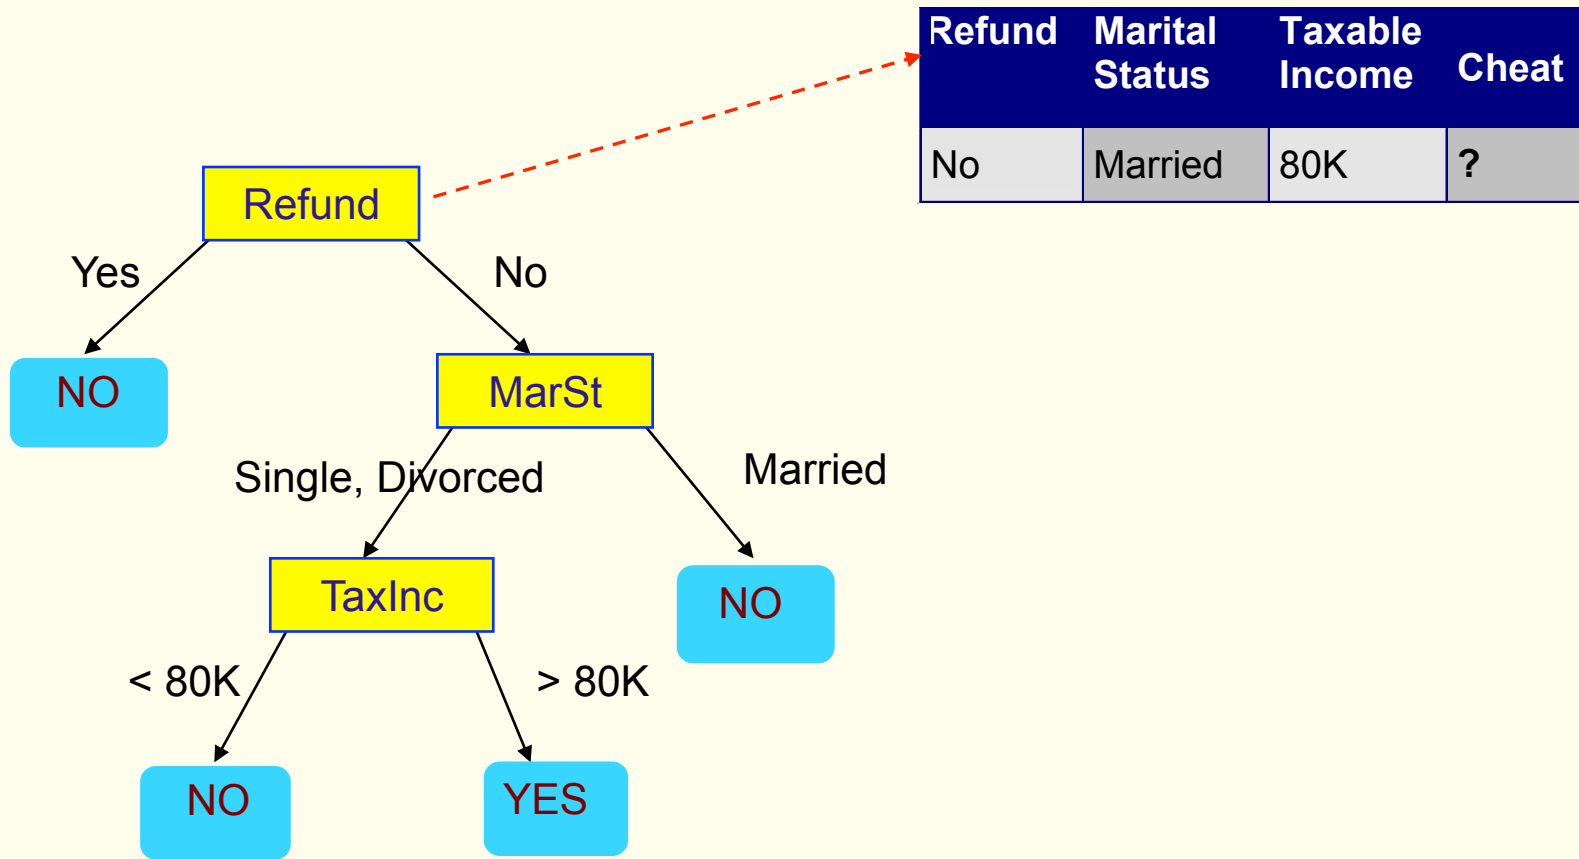 Refund Marital Status Taxable Income Cheat
No Married 80K ?
Refund
Yes No
NO
MarSt
Single, Divorced Married
TaxInc
NO
< 80K > 80K
NO YES